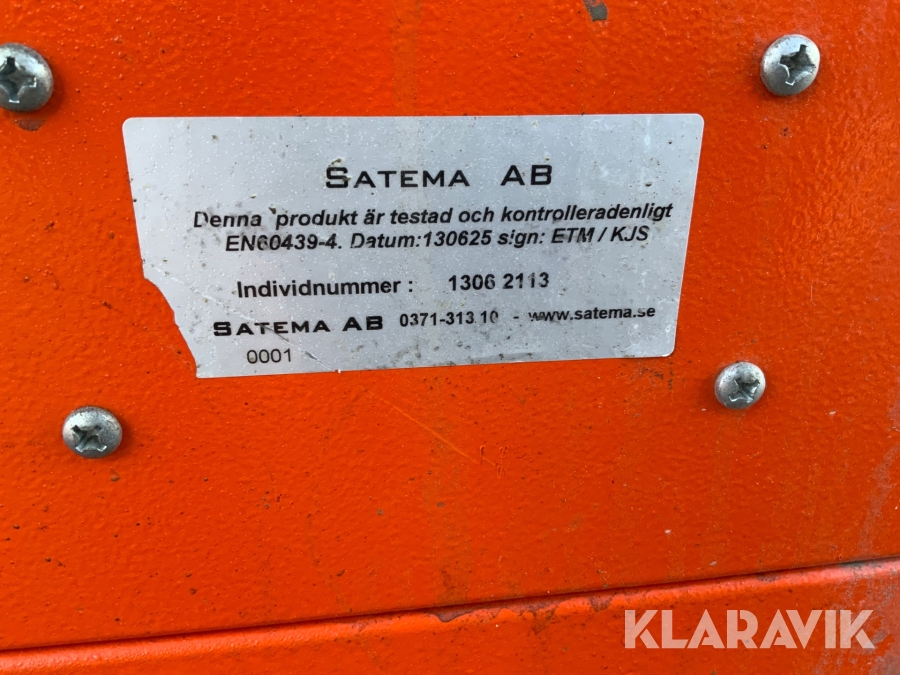 SATEMA AB
Denna produkt är testad och kontrolleradenligt
EN60439-4. Datum:130625 sign: ETM / KJS
Individnummer : 1306 2113
SATEMA AB 0371-313 10 - www.satema.se
0001
KLARAVIK